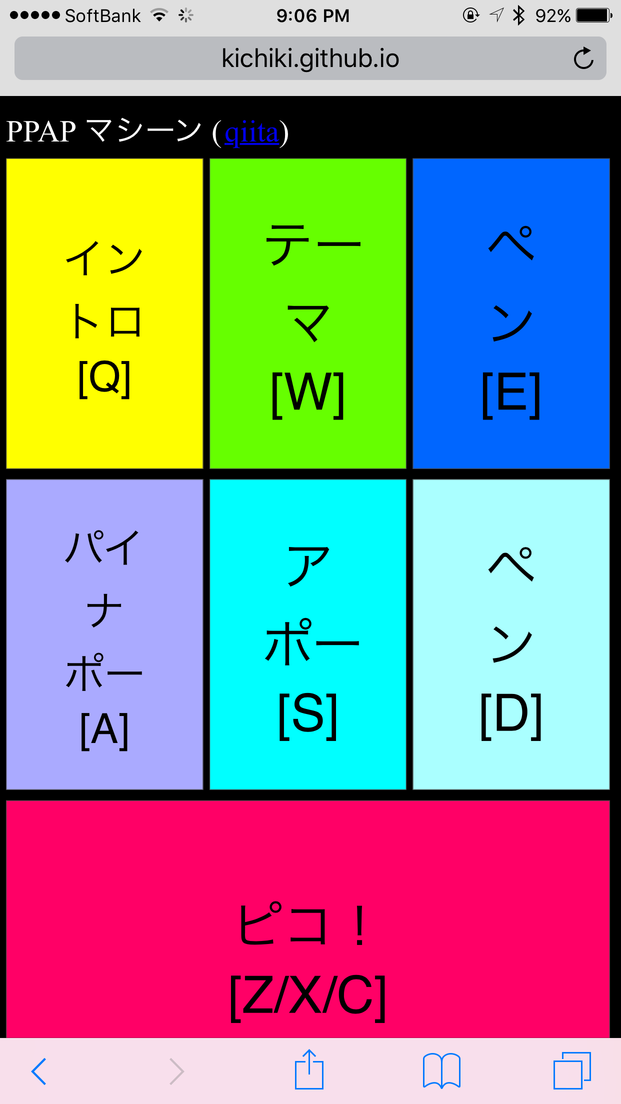 SoftBank 9:06 PM 92%
kichiki.github.io
PPAP マシーン (qiita)
イン
トロ
[Q]
テー
マ
[W]
ペ
ン
[E]
パイ
ナ
ポー
[A]
ア
ポー
[S]
ペ
ン
[D]
ピコ！
[Z/X/C]